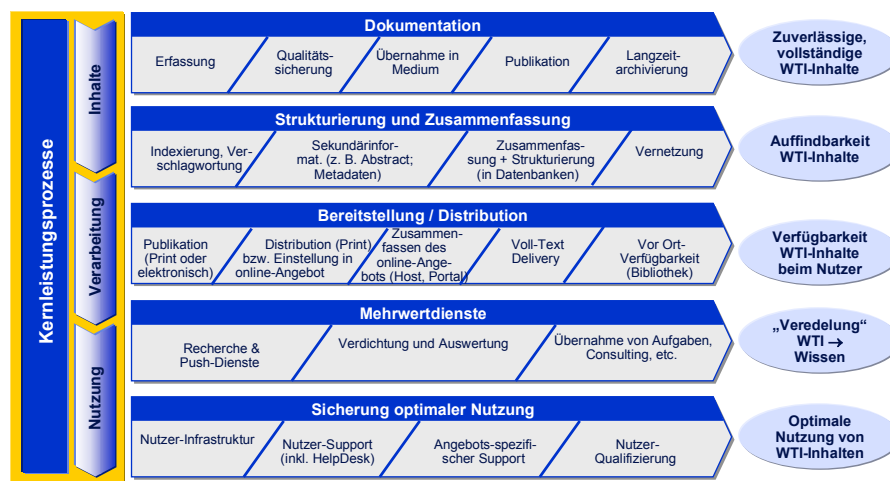 Kernleistungsprozesse
Inhalte
Verarbeitung
Nutzung
Dokumentation
Erfassung
Qualitäts-
sicherung
Übernahme in
Medium
Publikation
Langzeit-
archivierung
Zuverlässige,
vollständige
WTI-Inhalte
Strukturierung und Zusammenfassung
Indexierung, Ver-
schlagwortung
Sekundärinfor-
mat. (z. B. Abstract;
Metadaten)
Zusammenfas-
sung + Strukturierung
(in Datenbanken)
Vernetzung
Auffindbarkeit
WTI-Inhalte
Bereitstellung / Distribution
Publikation
(Print oder
elektronisch)
Distribution (Print)
bzw. Einstellung in
online-Angebot
Zusammen-
fassen des
online-Ange-
bots (Host, Portal)
Voll-Text
Delivery
Vor Ort-
Verfügbarkeit
(Bibliothek)
Verfügbarkeit
WTI-Inhalte
beim Nutzer
Mehrwertdienste
Recherche &
Push-Dienste
Verdichtung und Auswertung
Übernahme von Aufgaben,
Consulting, etc.
„Veredelung“
WTI →
Wissen
Sicherung optimaler Nutzung
Nutzer-Infrastruktur
Nutzer-Support
(inkl. HelpDesk)
Angebots-spezifi-
scher Support
Nutzer-
Qualifizierung
Optimale
Nutzung von
WTI-Inhalten